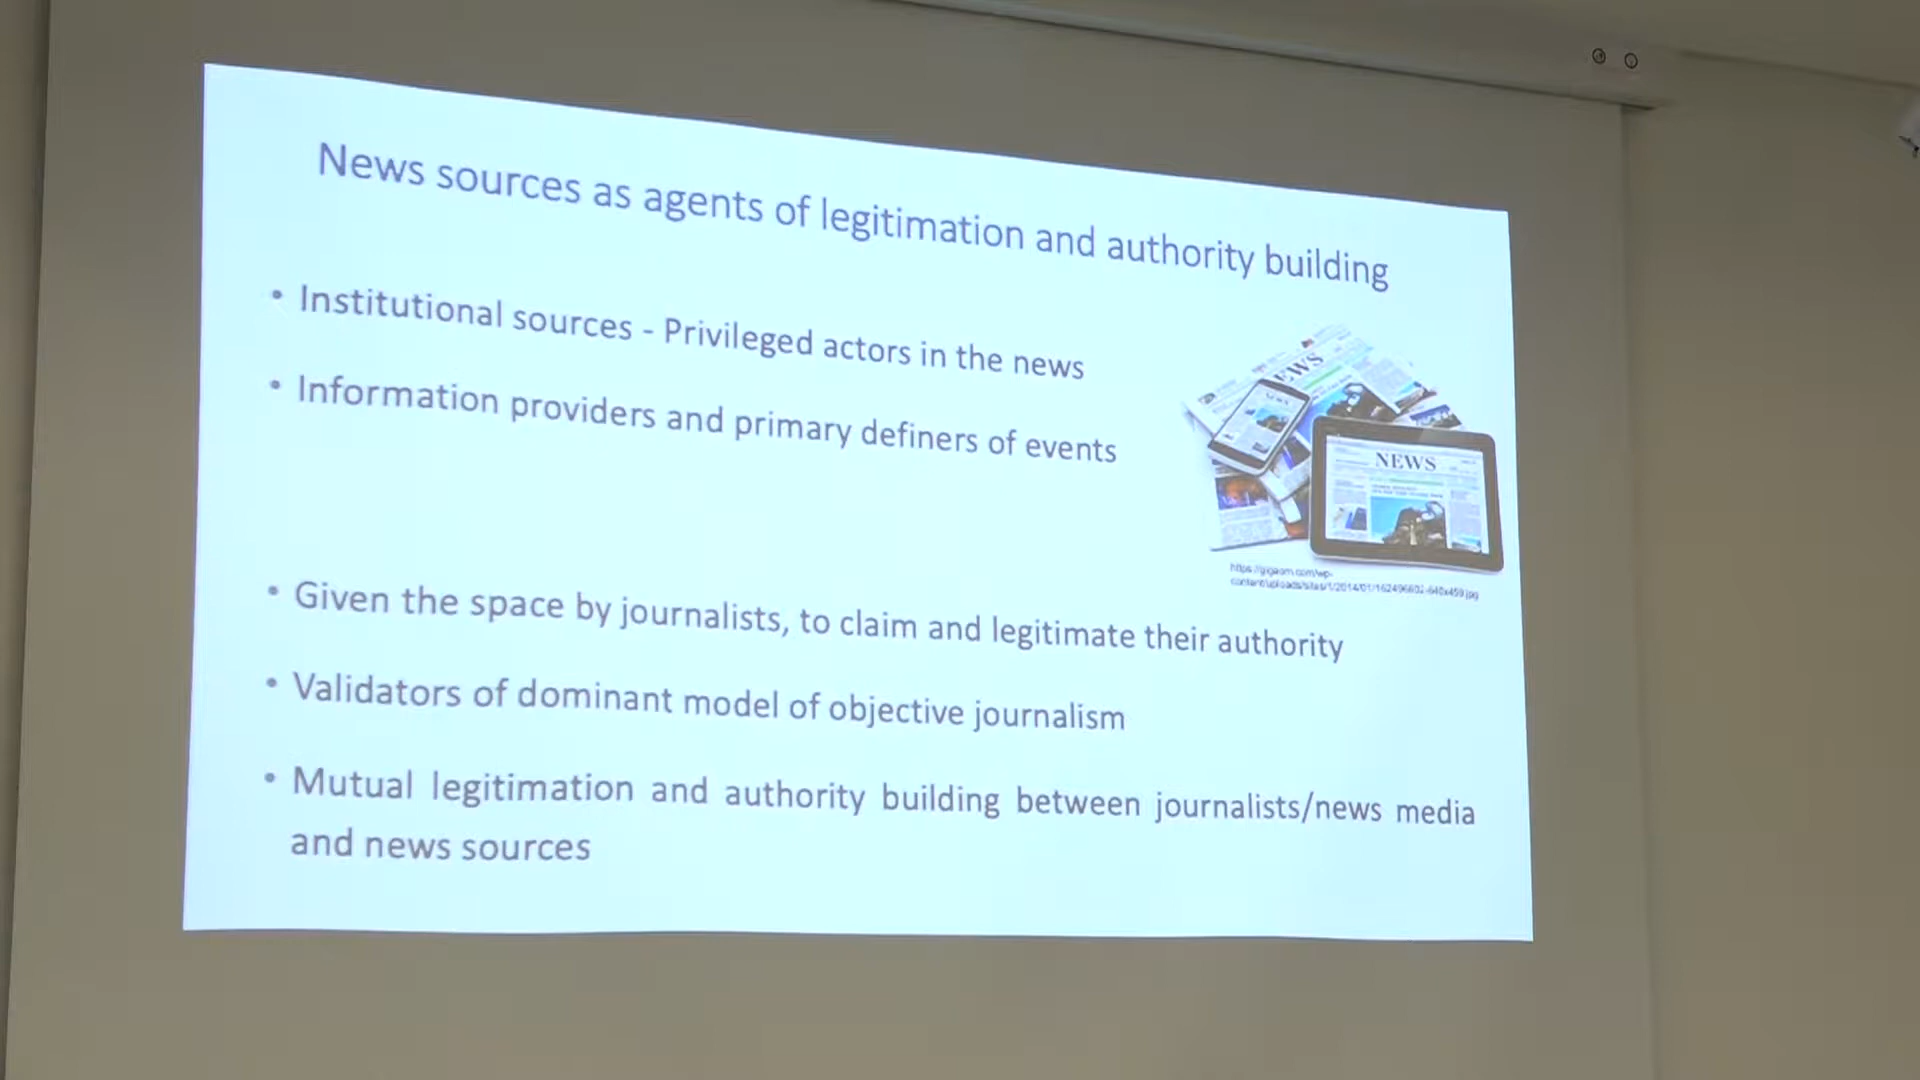 News sources as agents of legitimation and authority building
• Institutional sources - Privileged actors in the news
• Information providers and primary definers of events
EWS
NEWS
• Given the space by journalists, to claim and legitimate their authority
• Validators of dominant model of objective journalism
• Mutual legitimation and authority building between journalists/news media
and news sources